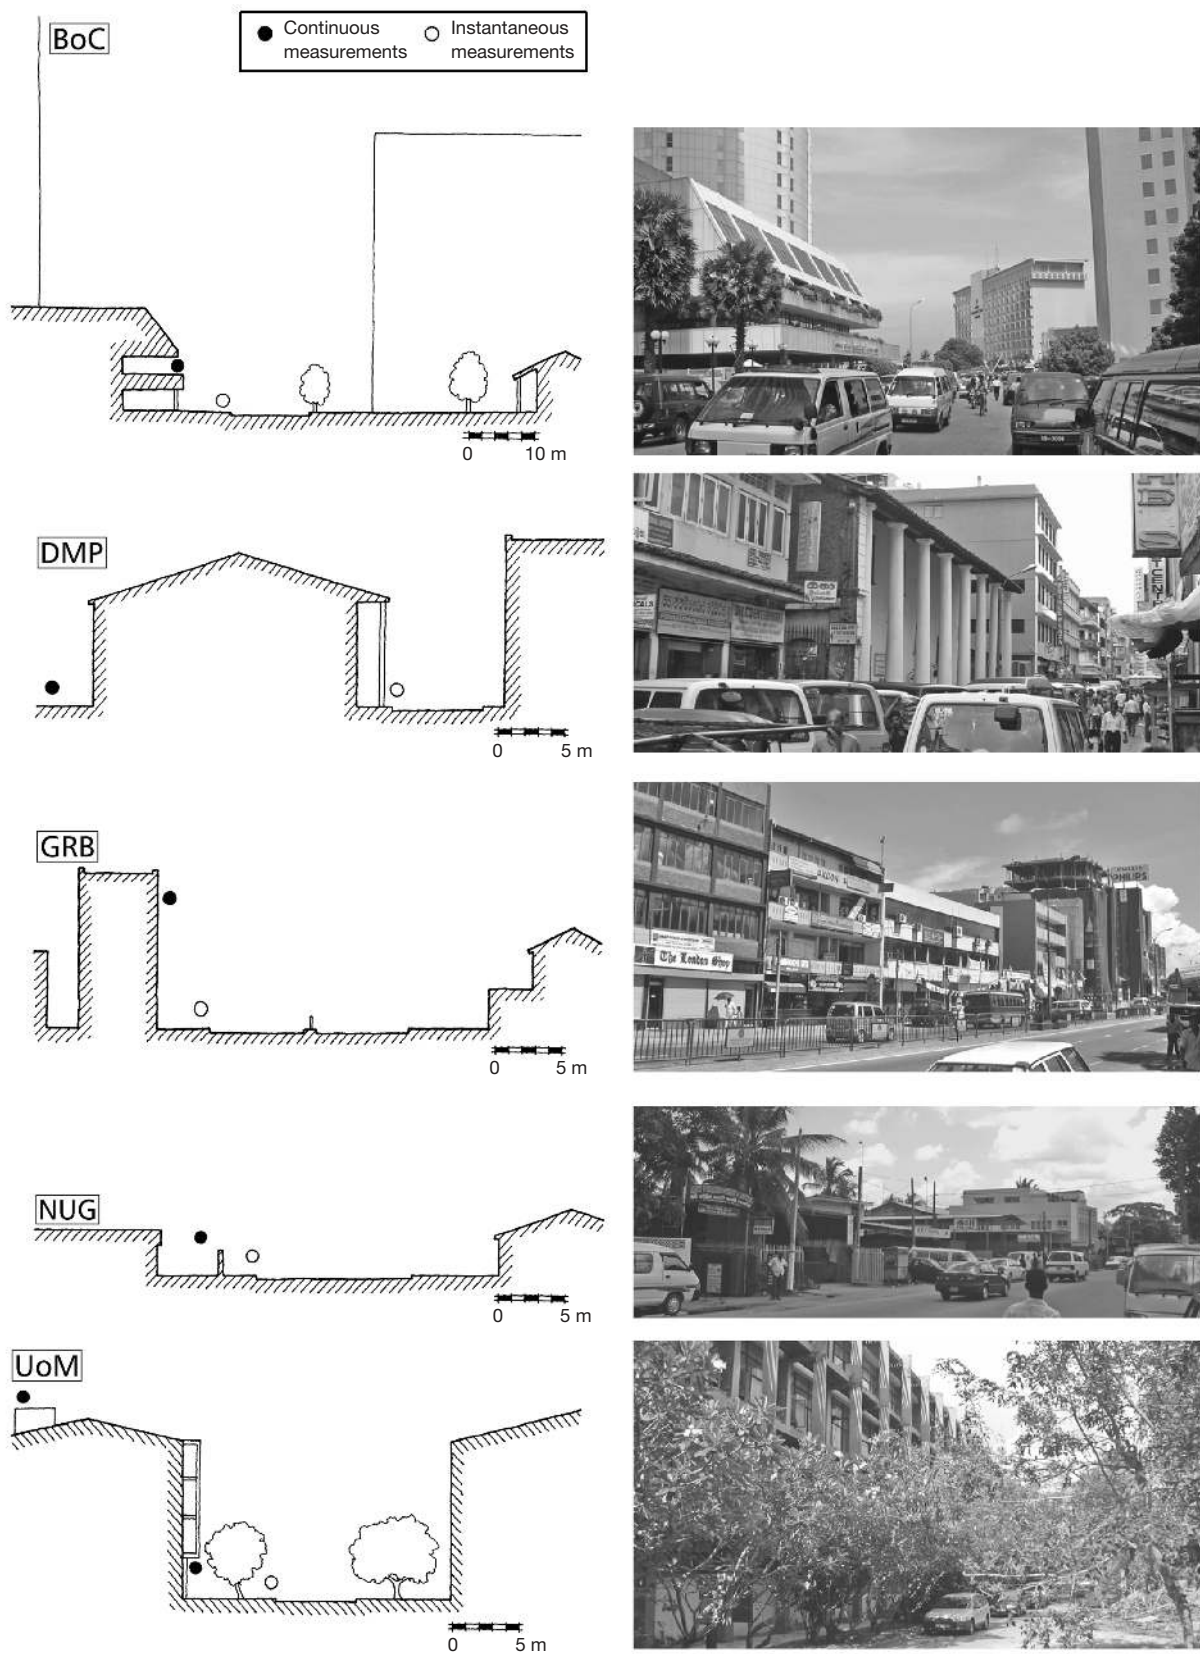 BoC
Continuous
measurements
Instantaneous
measurements
0 10 m
DMP
0 5 m
GRB
PHILIPS
The London Shop
0 5 m
NUG
0 5 m
UoM
0 5 m